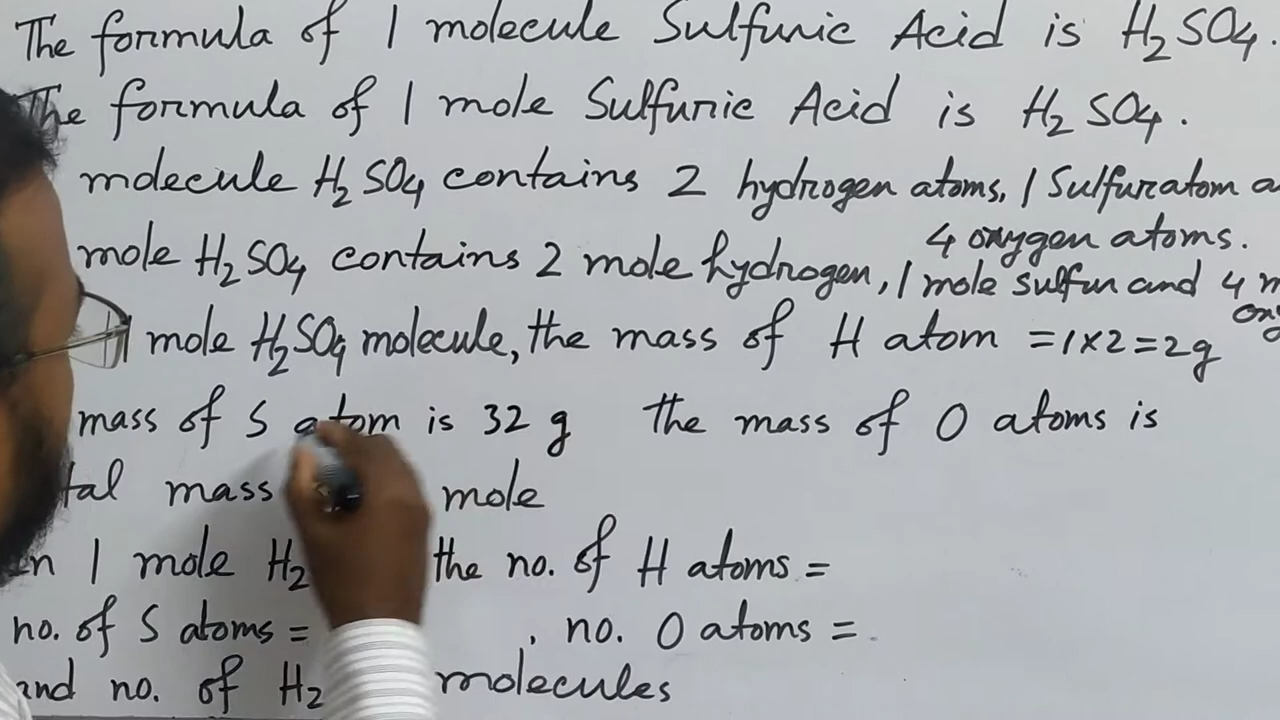 The formula of 1 molecule Sulfuric Acid is H₂SO₄.
The formula of 1 mole Sulfuric Acid is H₂SO₄.
molecule H₂SO₄ contains 2 hydrogen atoms, 1 Sulfur atom
4 oxygen atoms.
mole H₂SO₄ contains 2 mole hydrogen, 1 mole sulfur and 4
mole H₂SO₄ molecule, the mass of H atom = 1×2=2g
mass of S atom is 32 g the mass of O atoms is
mass mole
1 mole H₂ the no. of H atoms =
no. of S atoms = , no. O atoms =
and no. of H₂ molecules